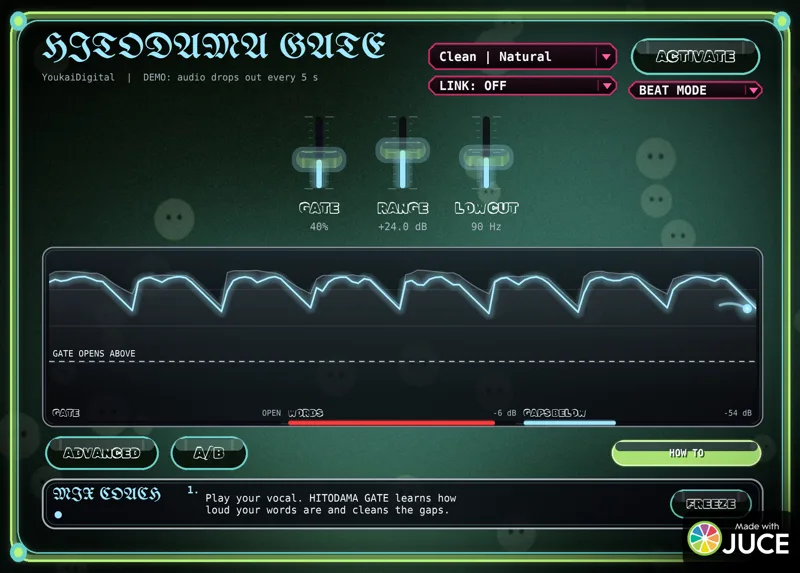 HITODAMA GATE
YoukaiDigital | DEMO: audio drops out every 5 s
Clean | Natural
ACTIVATE
LINK: OFF
BEAT MODE
GATE
RANGE
LOW CUT
40%
+24.0 dB
90 Hz
GATE OPENS ABOVE
GATE
OPEN
WORDS
-6 dB
GAPS BELOW
-54 dB
ADVANCED
A/B
HOW TO
MIX COACH
1. Play your vocal. HITODAMA GATE learns how
loud your words are and cleans the gaps.
FREEZE
Made with
JUCE